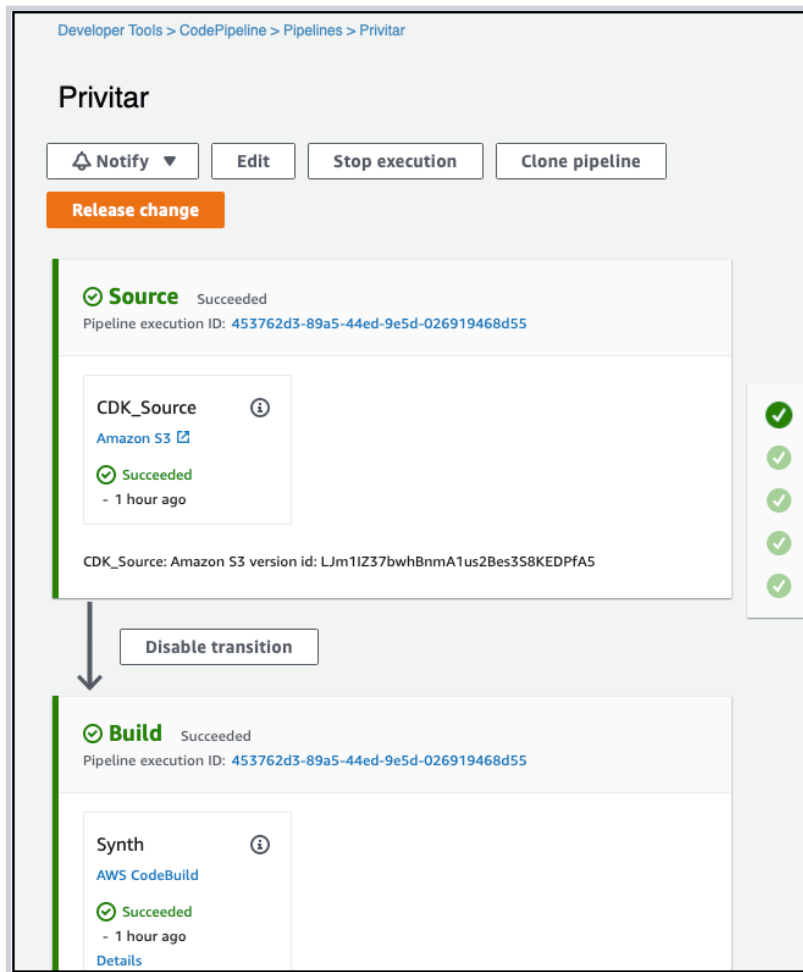 Developer Tools > CodePipeline > Pipelines > Privitar
Privitar
Notify ▼ Edit Stop execution Clone pipeline
Release change
Source Succeeded
Pipeline execution ID: 453762d3-89a5-44ed-9e5d-026919468d55
CDK_Source
Amazon S3
Succeeded
- 1 hour ago
CDK_Source: Amazon S3 version id: LJm1IZ37bwhBnmA1us2Bes3S8KEDPfA5
Disable transition
Build Succeeded
Pipeline execution ID: 453762d3-89a5-44ed-9e5d-026919468d55
Synth
AWS CodeBuild
Succeeded
- 1 hour ago
Details